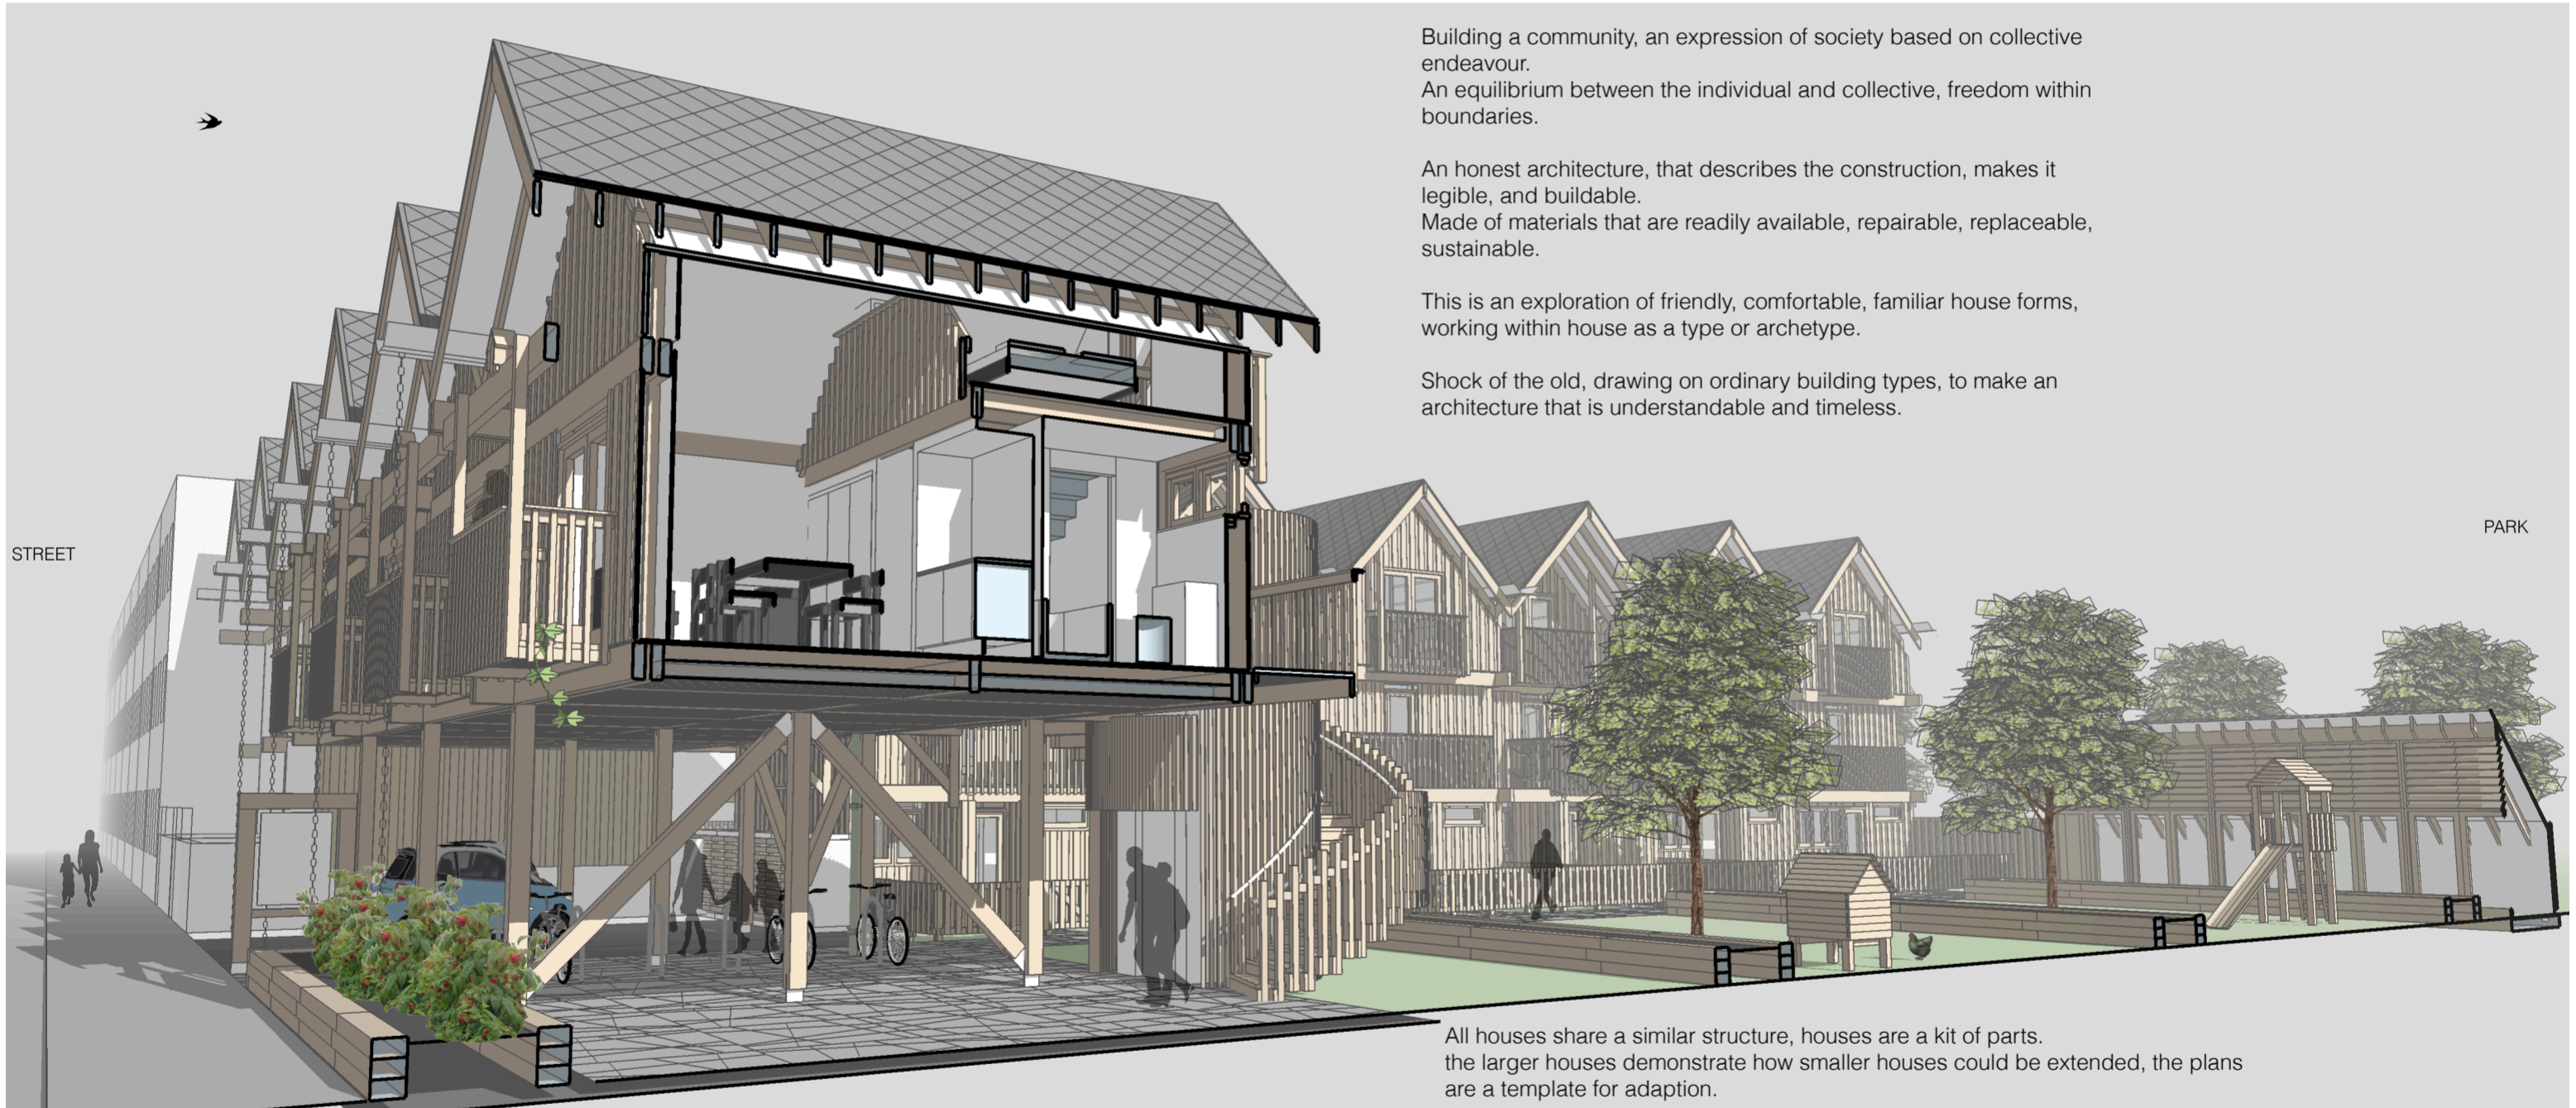 Building a community, an expression of society based on collective
endeavour.
An equilibrium between the individual and collective, freedom within
boundaries.
An honest architecture, that describes the construction, makes it
legible, and buildable.
Made of materials that are readily available, repairable, replaceable,
sustainable.
This is an exploration of friendly, comfortable, familiar house forms,
working within house as a type or archetype.
Shock of the old, drawing on ordinary building types, to make an
architecture that is understandable and timeless.
STREET
PARK
All houses share a similar structure, houses are a kit of parts.
the larger houses demonstrate how smaller houses could be extended, the plans
are a template for adaption.